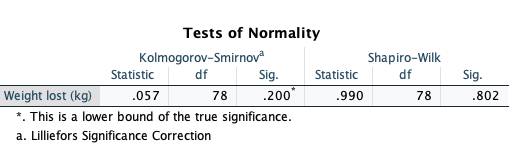 Tests of Normality
Kolmogorov-Smirnov^a Shapiro-Wilk
Statistic df Sig. Statistic df Sig.
Weight lost (kg) .057 78 .200* .990 78 .802
*. This is a lower bound of the true significance.
a. Lilliefors Significance Correction